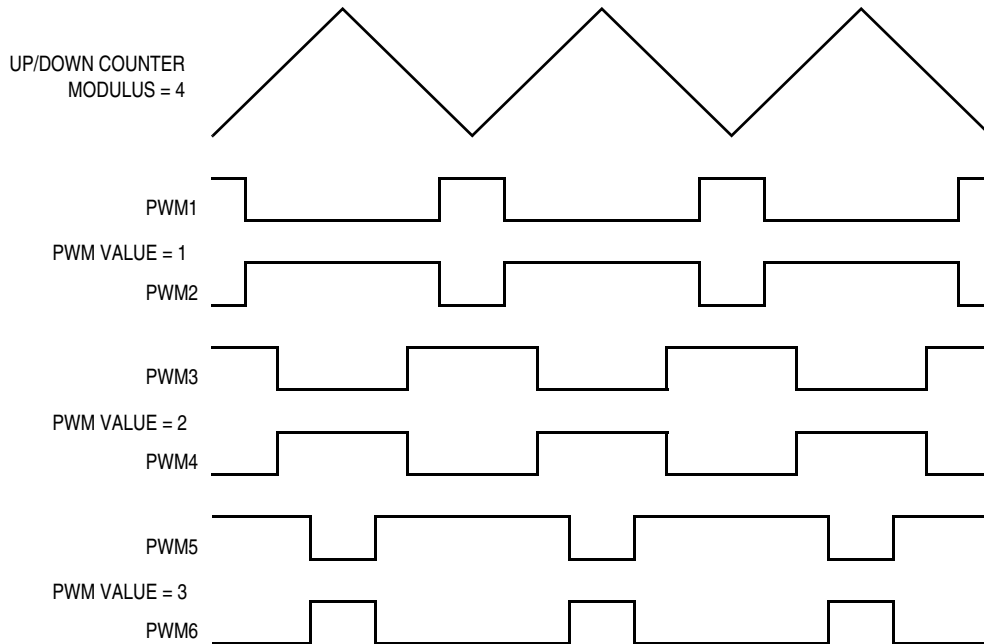 UP/DOWN COUNTER
MODULUS = 4
PWM1
PWM VALUE = 1
PWM2
PWM3
PWM VALUE = 2
PWM4
PWM5
PWM VALUE = 3
PWM6